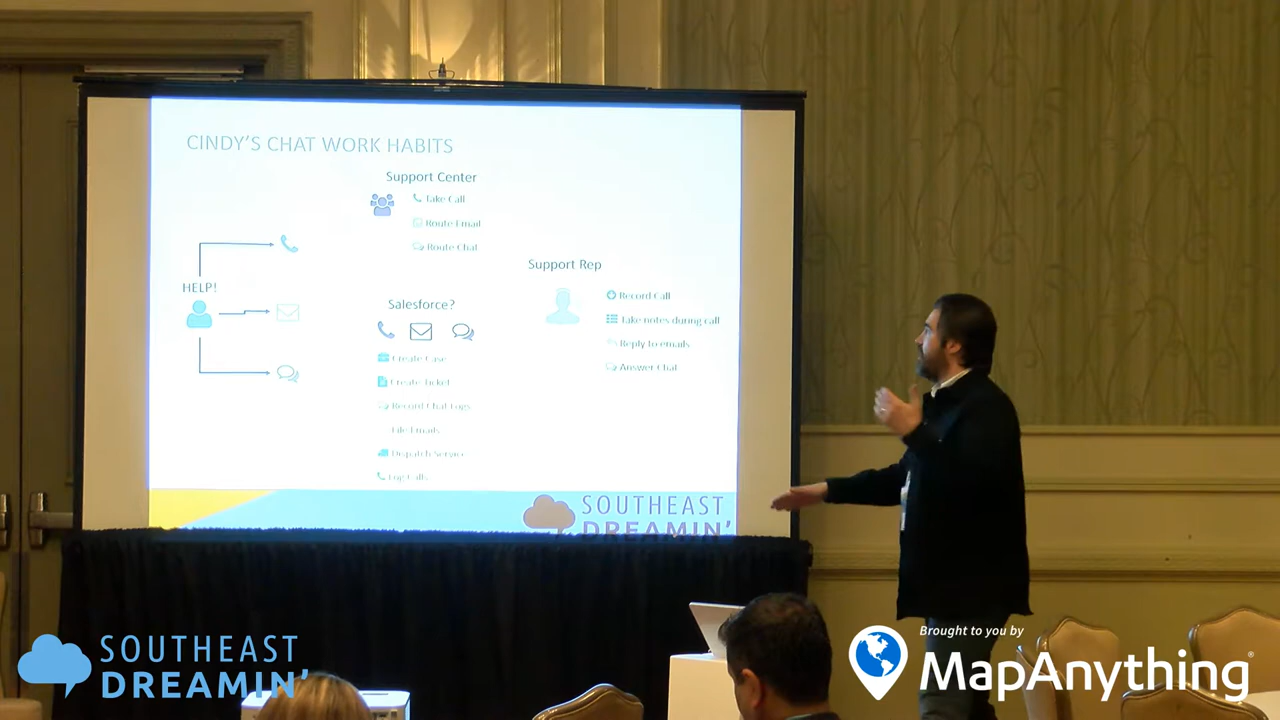 CINDY'S CHAT WORK HABITS
Support Center
Take Call
Route Email
Route Chat
HELP!
Salesforce?
Create Case
Create Ticket
Record Chat Logs
File Emails
Dispatch Service
Log Calls
Support Rep
Record Call
Take notes during call
Reply to emails
Answer Chat
SOUTHEAST
DREAMIN'
SOUTHEAST
DREAMIN'
Brought to you by
MapAnything®